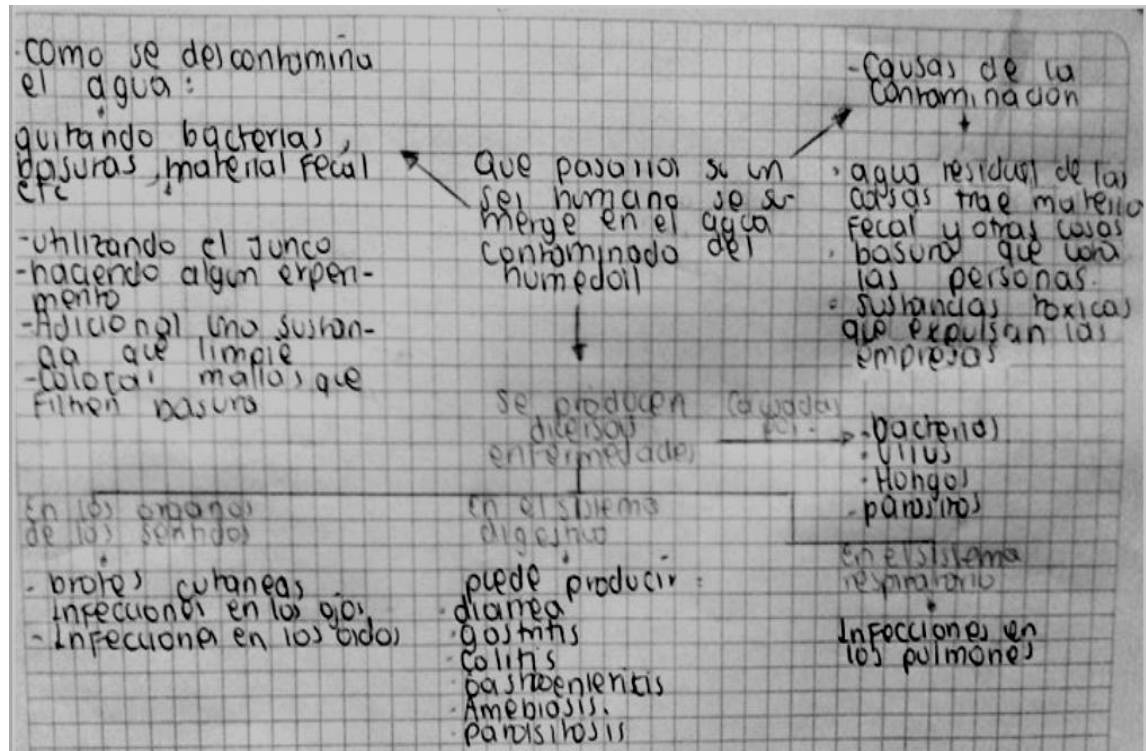 ·como se descontamina
el agua:
quitando bacterias,
basuras, material Fecal
etc
-utilizando el Junco
-haciendo algun experi-
mento
-Adicional una sustan-
cia que limpie
-colocar mallas que
Filtren basura
que pasaria si un
ser humano se su-
merge en el agua
contaminado del
humedal
-causas de la
contaminacion
· agua residual de las
casas trae materia
Fecal y otras cosas
· basura que
las personas.
· sustancias toxicas
que expulsan las
empresas
se producen
diversas
enfermedades
causadas
por:
·bacterias
·virus
·Hongos
·parasitos
en los organos
de los sentidos
- brotes cutaneas
Infecciones en los ojos
- Infecciones en los oidos
en el sistema
digestivo
puede producir:
·diarrea
·gastritis
·colitis
·gastroenteritis
·Amebiosis.
·parasitosis
en el sistema
respiratorio
Infecciones en
los pulmones